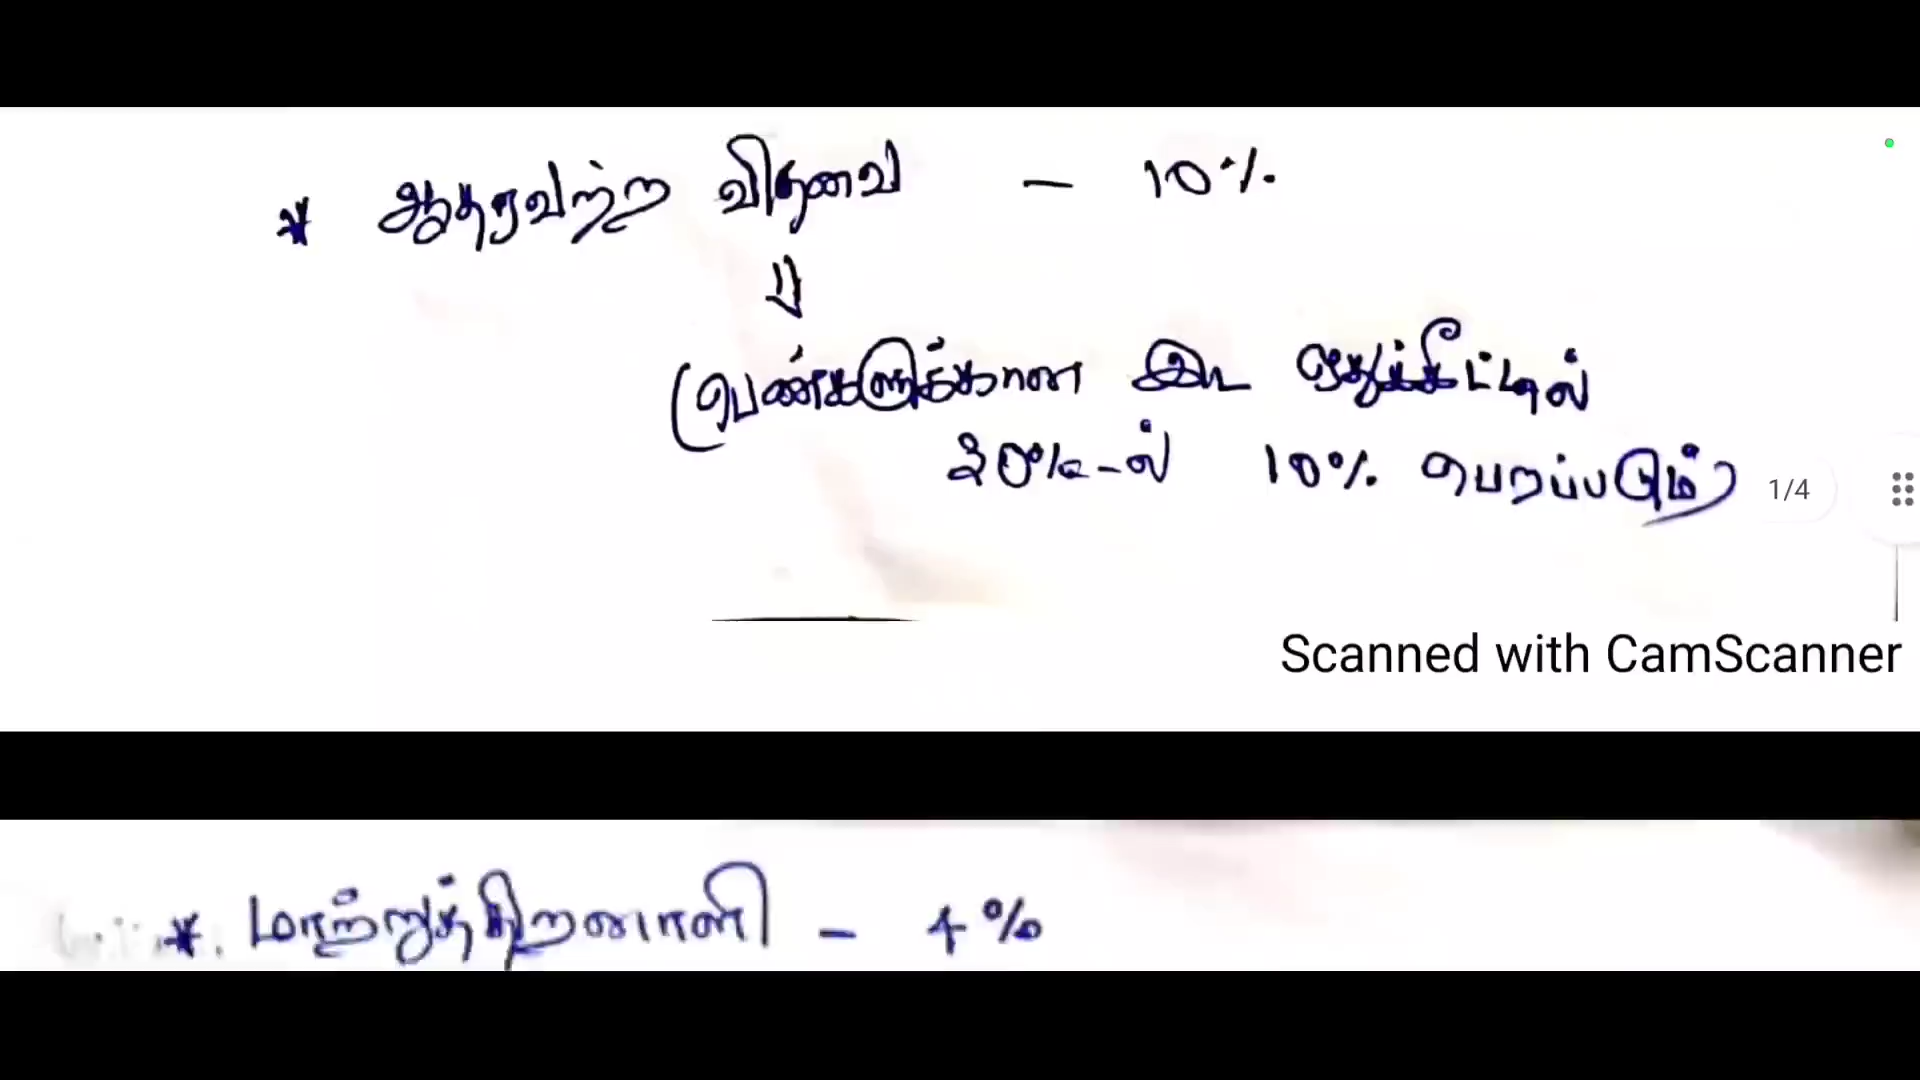 * ஆதரவற்ற விதவை - 10%
(பெண்களுக்கான இட ஒதுக்கீட்டில்
30%-ல் 10% பெறப்படும்)
1/4
Scanned with CamScanner
* மாற்றுத்திறனாளி - 4%